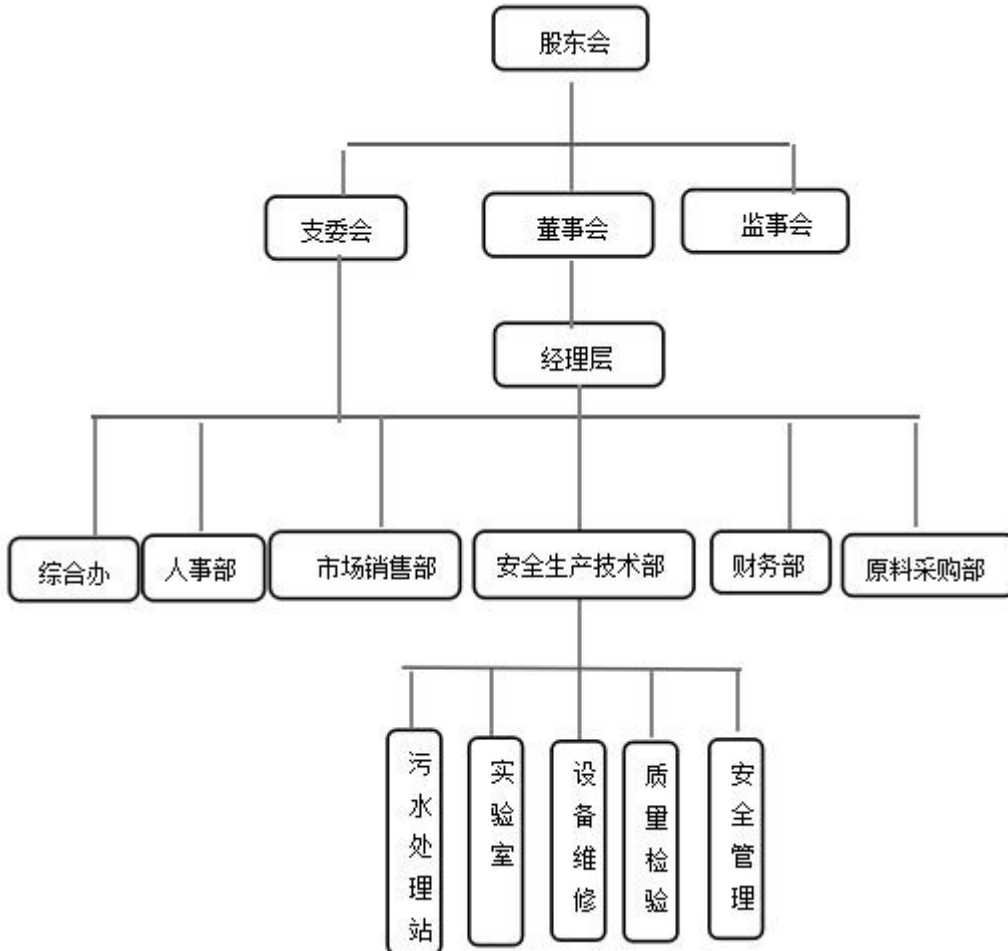 股东会
支委会
董事会
监事会
经理层
综合办
人事部
市场销售部
安全生产技术部
财务部
原料采购部
污水处理站
实验室
设备维修
质量检验
安全管理